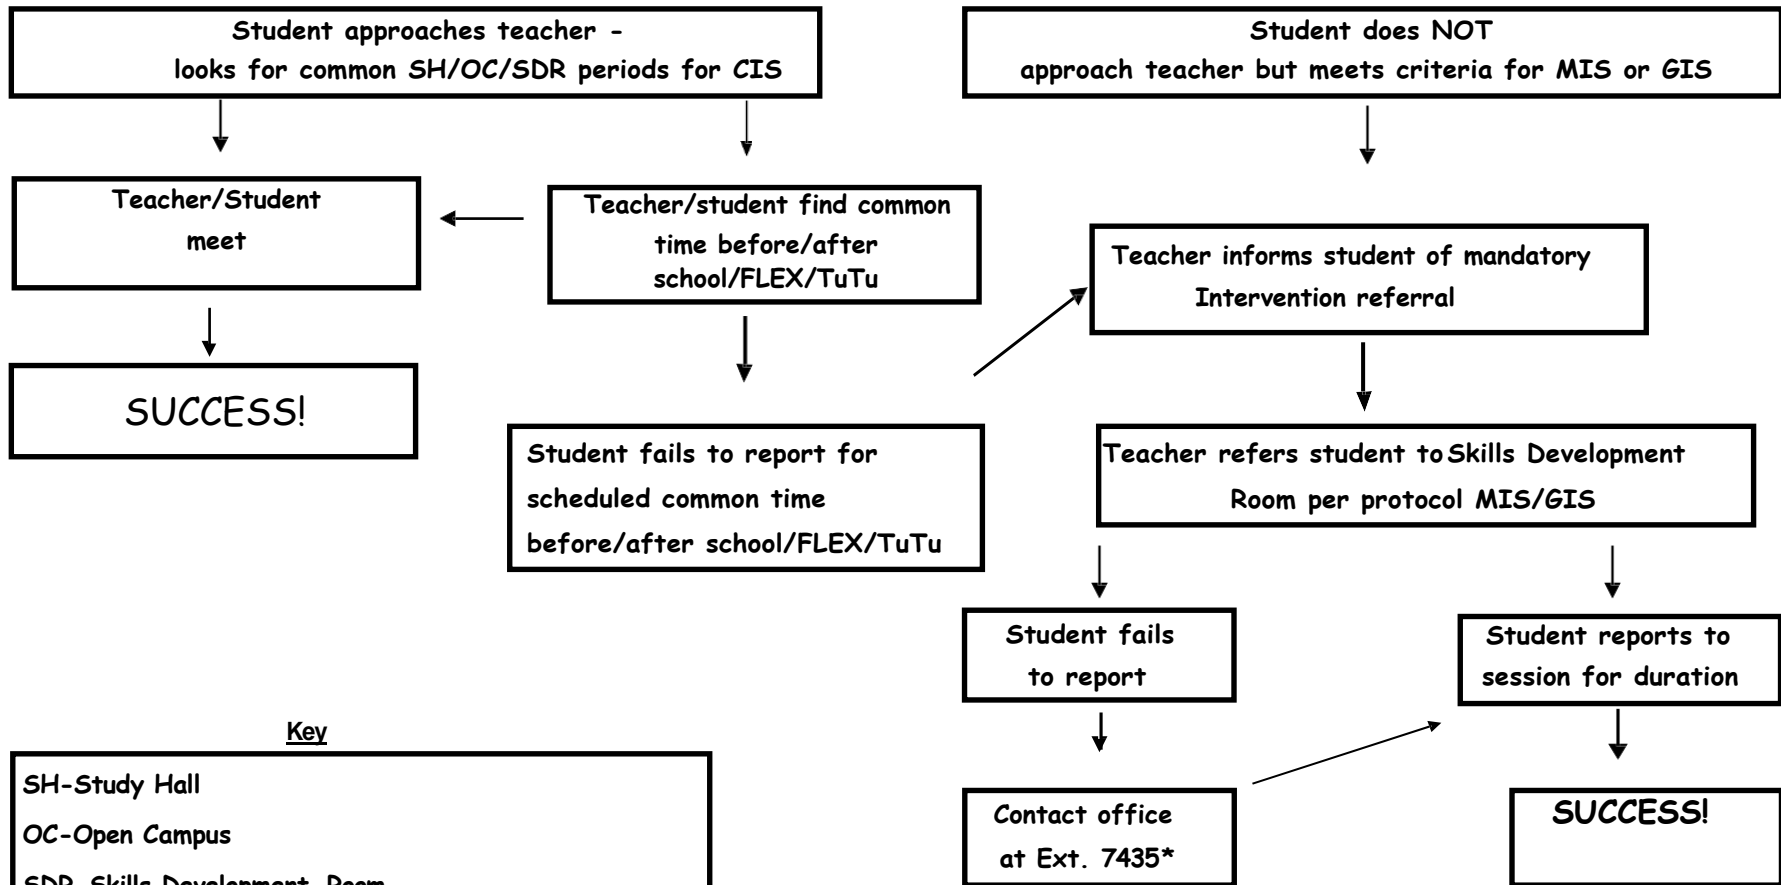 Student approaches teacher -
looks for common SH/OC/SDR periods for CIS
Student does NOT
approach teacher but meets criteria for MIS or GIS
Teacher/Student
meet
Teacher/student find common
time before/after
school/FLEX/TuTu
Teacher informs student of mandatory
Intervention referral
SUCCESS!
Student fails to report for
scheduled common time
before/after school/FLEX/TuTu
Teacher refers student to Skills Development
Room per protocol MIS/GIS
Student fails
to report
Student reports to
session for duration
Contact office
at Ext. 7435*
SUCCESS!
Key
SH-Study Hall
OC-Open Campus
SDR-Skills Development Room